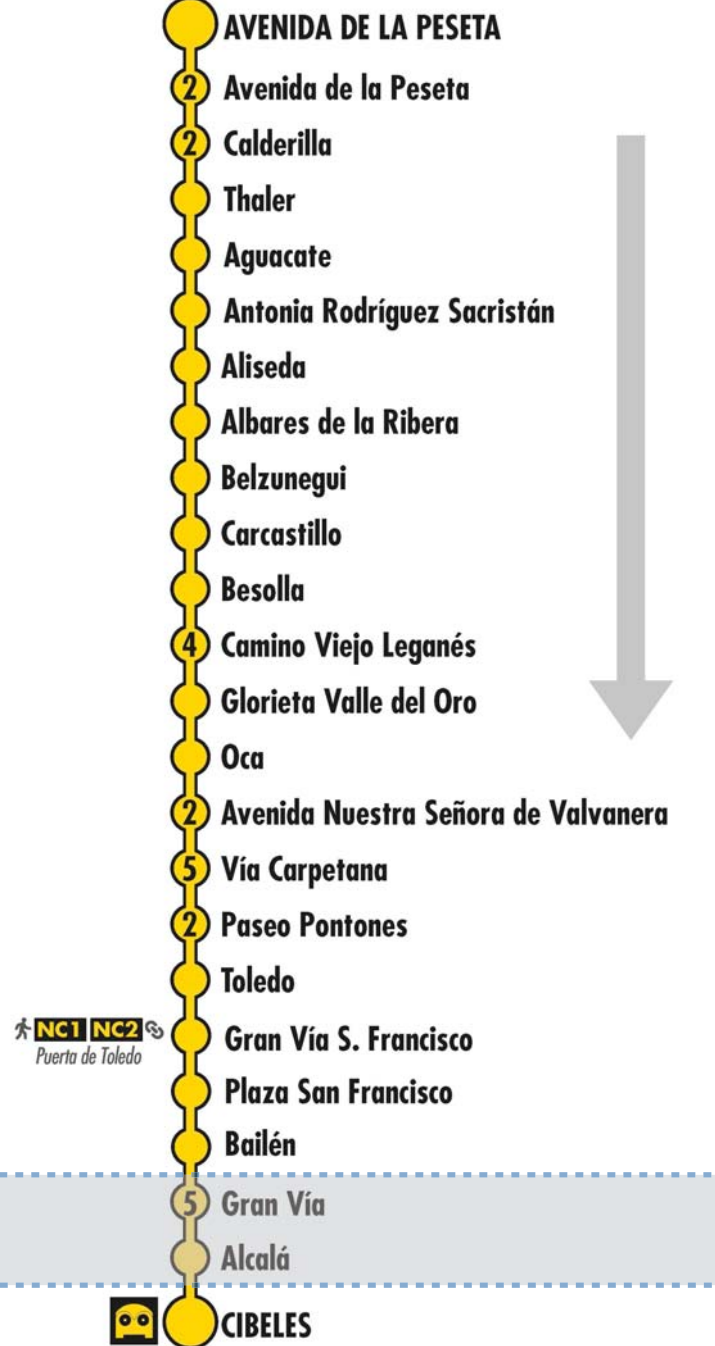 AVENIDA DE LA PESETA
2 Avenida de la Peseta
2 Calderilla
Thaler
Aguacate
Antonia Rodríguez Sacristán
Aliseda
Albares de la Ribera
Belzunegui
Carcastillo
Besolla
4 Camino Viejo Leganés
Glorieta Valle del Oro
Oca
2 Avenida Nuestra Señora de Valvanera
5 Vía Carpetana
2 Paseo Pontones
Toledo
NC1 NC2 Gran Vía S. Francisco
Puerta de Toledo
Plaza San Francisco
Bailén
5 Gran Vía
Alcalá
CIBELES